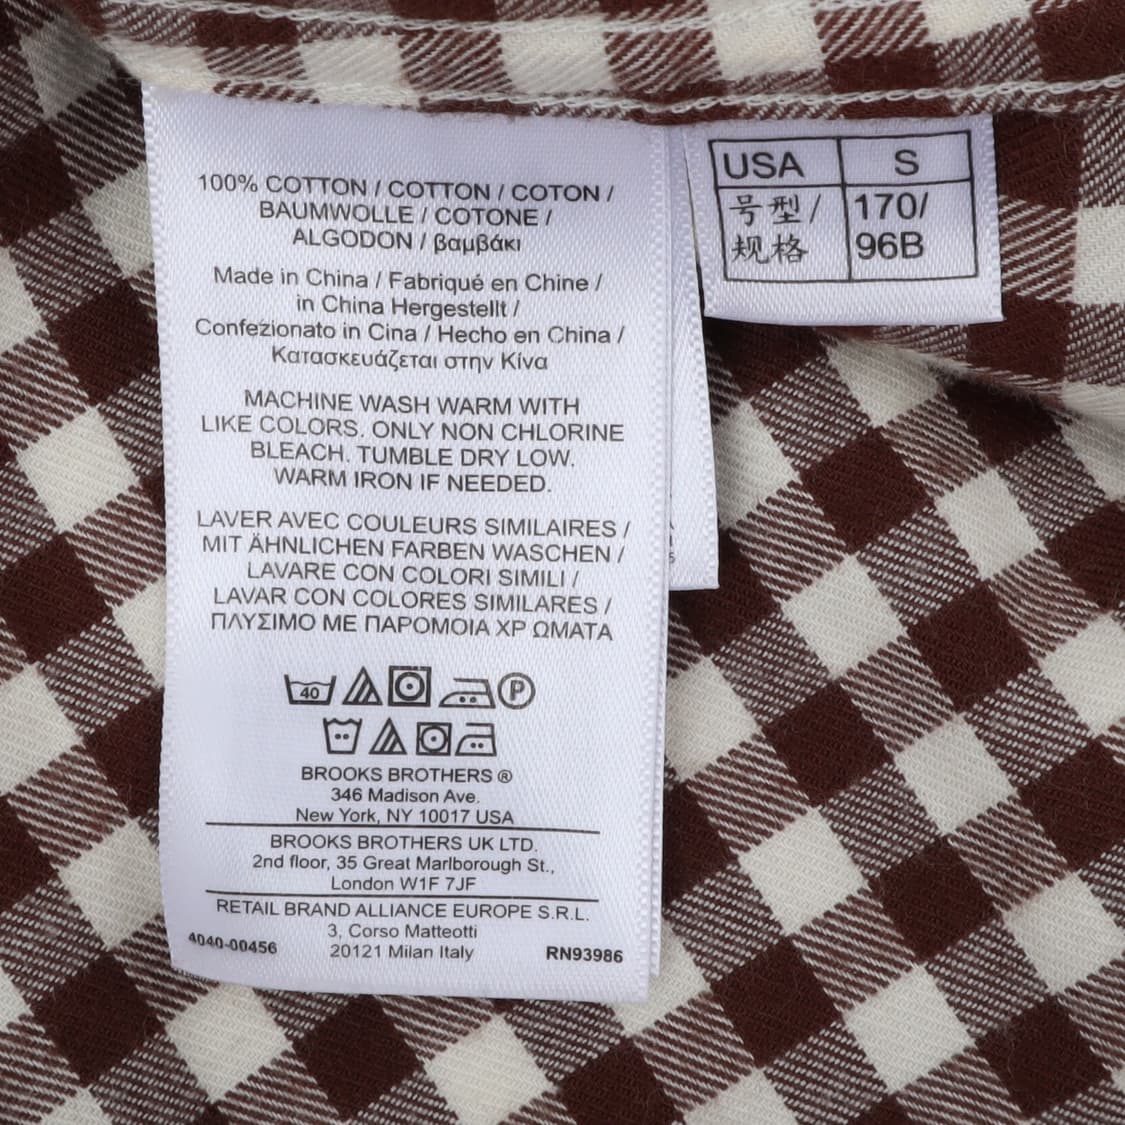 100% COTTON / COTTON / COTON /
BAUMWOLLE / COTONE /
ALGODON / βαμβάκι
Made in China / Fabriqué en Chine /
in China Hergestellt /
Confezionato in Cina / Hecho en China /
Κατασκευάζεται στην Κίνα
MACHINE WASH WARM WITH
LIKE COLORS. ONLY NON CHLORINE
BLEACH. TUMBLE DRY LOW.
WARM IRON IF NEEDED.
LAVER AVEC COULEURS SIMILAIRES /
MIT ÄHNLICHEN FARBEN WASCHEN /
LAVARE CON COLORI SIMILI /
LAVAR CON COLORES SIMILARES /
ΠΛΥΣΙΜΟ ΜΕ ΠΑΡΟΜΟΙΑ ΧΡ ΩΜΑΤΑ
40 P
BROOKS BROTHERS ®
346 Madison Ave.
New York, NY 10017 USA
BROOKS BROTHERS UK LTD.
2nd floor, 35 Great Marlborough St.,
London W1F 7JF
RETAIL BRAND ALLIANCE EUROPE S.R.L.
3, Corso Matteotti
20121 Milan Italy
4040-00456
RN93986
USA S
号型/ 170/
规格 96B